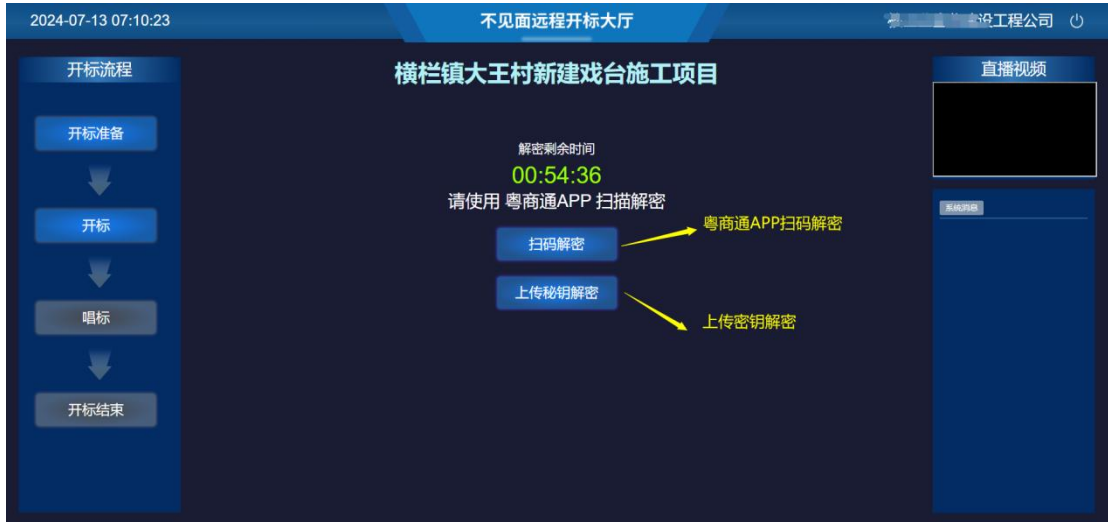 2024-07-13 07:10:23
不见面远程开标大厅
设工程公司
开标流程
开标准备
开标
唱标
开标结束
横栏镇大王村新建戏台施工项目
解密剩余时间
00:54:36
请使用 粤商通APP 扫描解密
扫码解密
粤商通APP扫码解密
上传秘钥解密
上传密钥解密
直播视频
系统消息